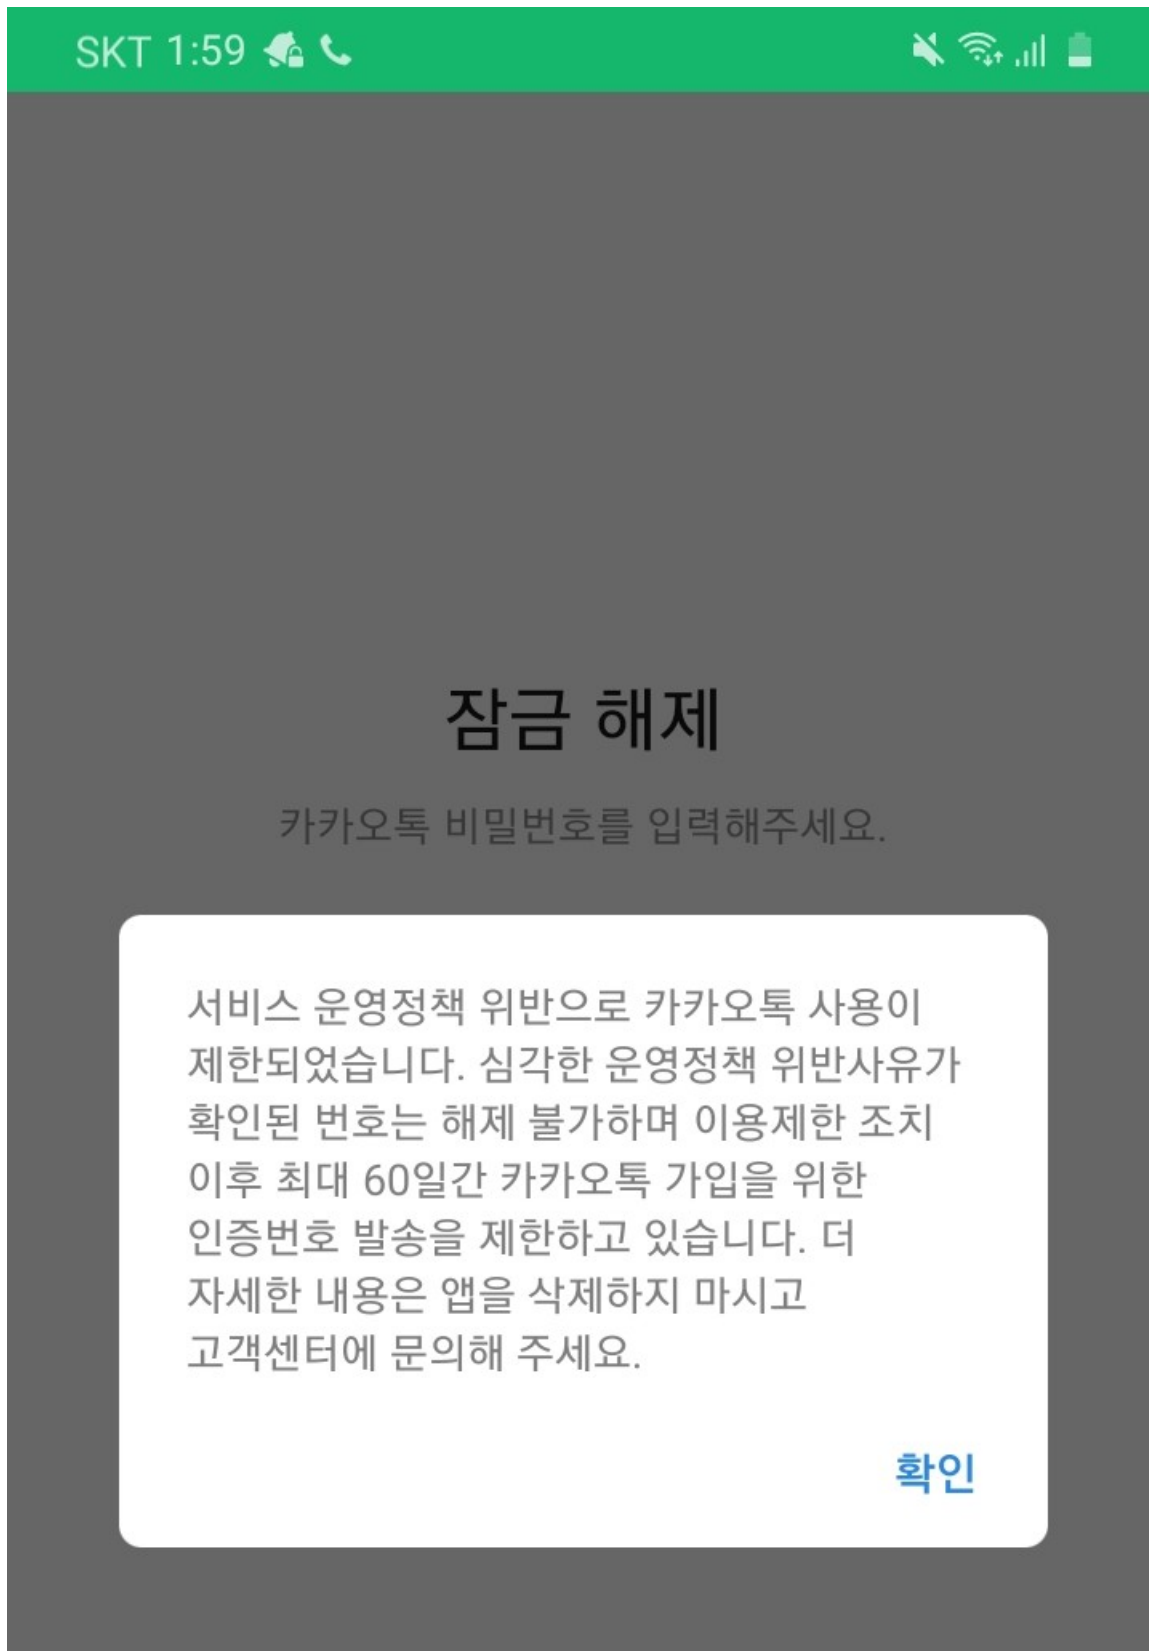 SKT 1:59
잠금 해제
카카오톡 비밀번호를 입력해주세요.
서비스 운영정책 위반으로 카카오톡 사용이
제한되었습니다. 심각한 운영정책 위반사유가
확인된 번호는 해제 불가하며 이용제한 조치
이후 최대 60일간 카카오톡 가입을 위한
인증번호 발송을 제한하고 있습니다. 더
자세한 내용은 앱을 삭제하지 마시고
고객센터에 문의해 주세요.
확인